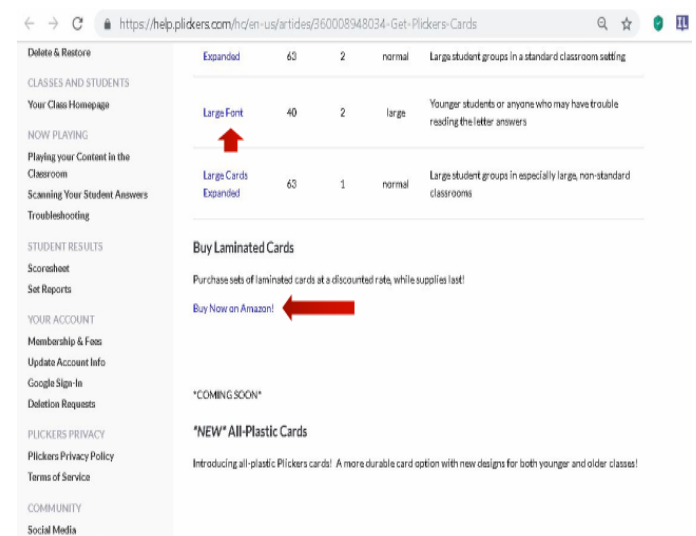 https://help.plickers.com/hc/en-us/articles/360008948034-Get-Plickers-Cards
Delete & Restore
CLASSES AND STUDENTS
Your Class Homepage
NOW PLAYING
Playing your Content in the
Classroom
Scanning Your Student Answers
Troubleshooting
STUDENT RESULTS
Scoresheet
Set Reports
YOUR ACCOUNT
Membership & Fees
Update Account Info
Google Sign-In
Deletion Requests
PLICKERS PRIVACY
Plickers Privacy Policy
Terms of Service
COMMUNITY
Social Media
Expanded 63 2 normal Large student groups in a standard classroom setting
Large Font 40 2 large Younger students or anyone who may have trouble
reading the letter answers
Large Cards
Expanded 63 1 normal Large student groups in especially large, non-standard
classrooms
Buy Laminated Cards
Purchase sets of laminated cards at a discounted rate, while supplies last!
Buy Now on Amazon!
*COMING SOON*
*NEW* All-Plastic Cards
Introducing all-plastic Plickers cards! A more durable card option with new designs for both younger and older classes!